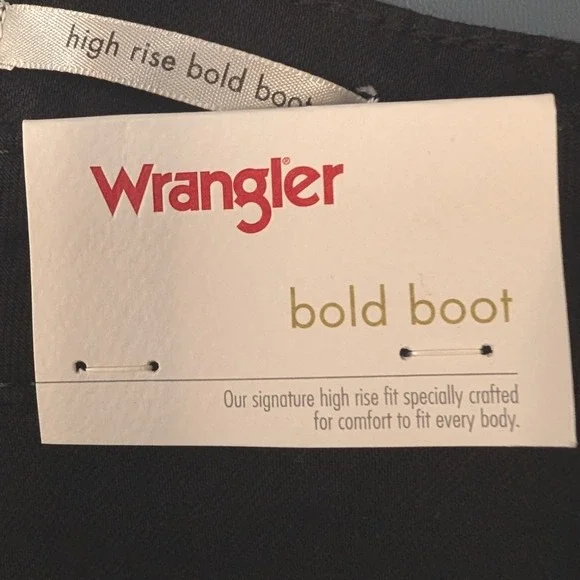 high rise bold boot
Wrangler®
bold boot
Our signature high rise fit specially crafted
for comfort to fit every body.